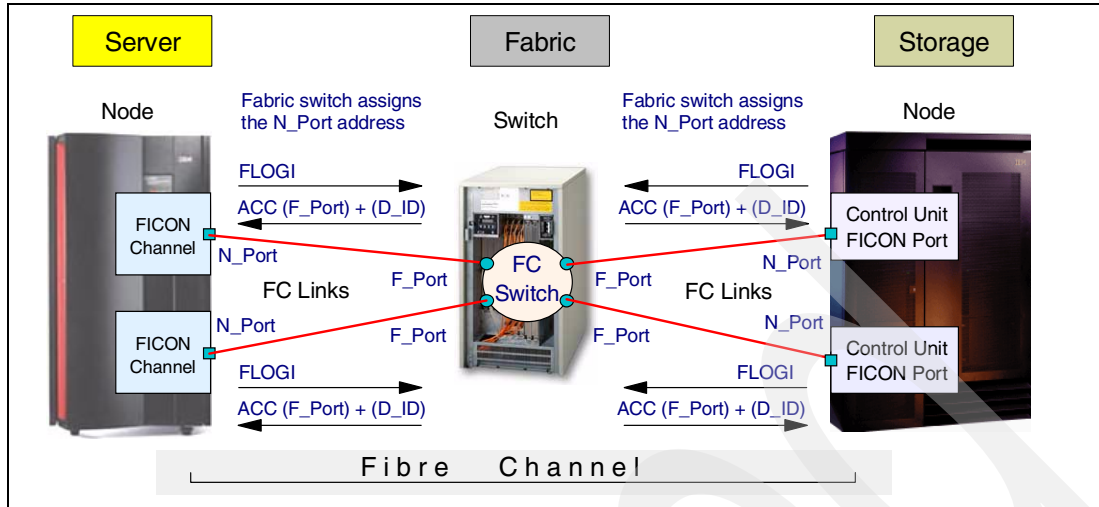 Server
Fabric
Storage
Node
Fabric switch assigns
the N_Port address
Switch
Fabric switch assigns
the N_Port address
Node
FLOGI
ACC (F_Port) + (D_ID)
FLOGI
ACC (F_Port) + (D_ID)
FICON
Channel
N_Port
F_Port
FC
Switch
F_Port
N_Port
Control Unit
FICON Port
FC Links
FC Links
FICON
Channel
N_Port
F_Port
F_Port
N_Port
Control Unit
FICON Port
FLOGI
ACC (F_Port) + (D_ID)
FLOGI
ACC (F_Port) + (D_ID)
Fibre Channel